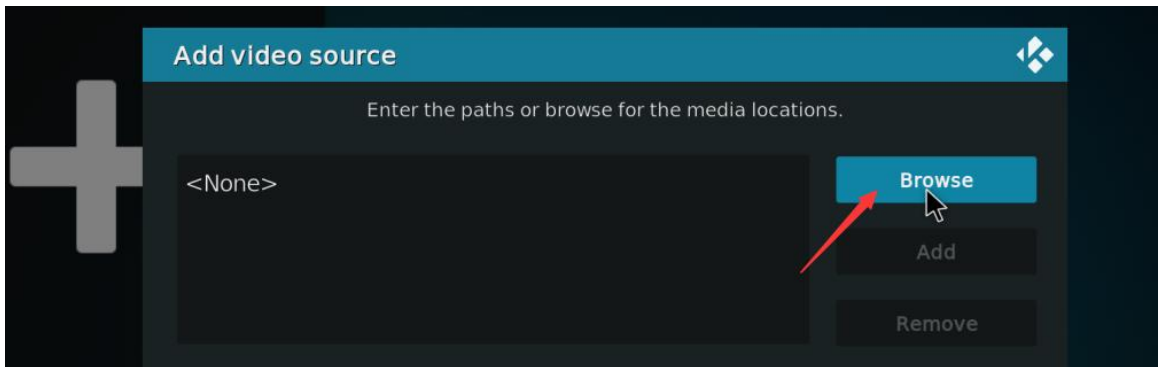 Add video source
Enter the paths or browse for the media locations.
<None>
Browse
Add
Remove